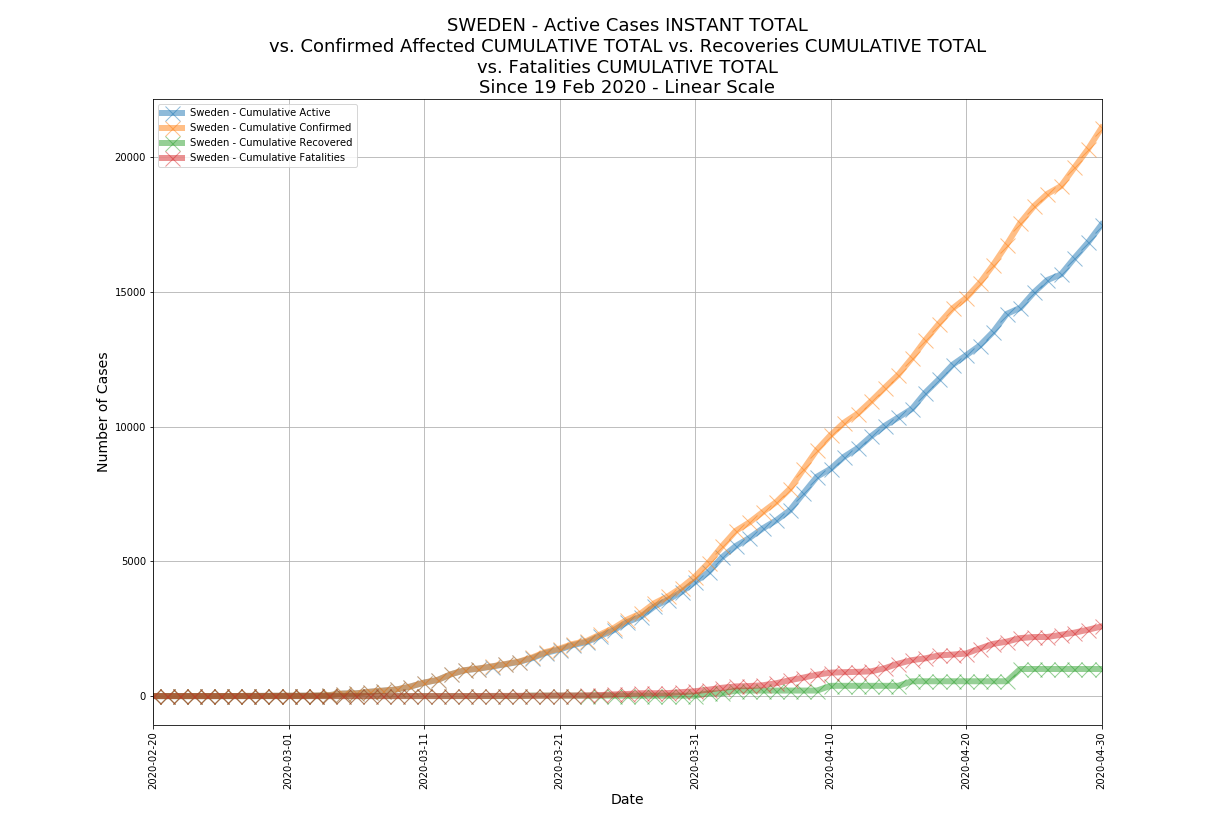 SWEDEN - Active Cases INSTANT TOTAL
vs. Confirmed Affected CUMULATIVE TOTAL vs. Recoveries CUMULATIVE TOTAL
vs. Fatalities CUMULATIVE TOTAL
Since 19 Feb 2020 - Linear Scale
Sweden - Cumulative Active
Sweden - Cumulative Confirmed
Sweden - Cumulative Recovered
Sweden - Cumulative Fatalities
Number of Cases
20000
15000
10000
5000
0
2020-02-20
2020-03-01
2020-03-11
2020-03-21
2020-03-31
2020-04-10
2020-04-20
2020-04-30
Date